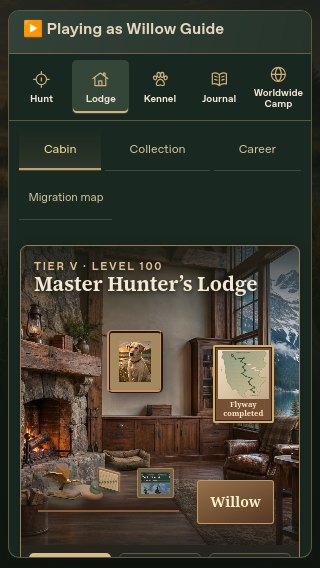 Playing as Willow Guide
Hunt
Lodge
Kennel
Journal
Worldwide
Camp
Cabin
Collection
Career
Migration map
TIER V · LEVEL 100
Master Hunter’s Lodge
Flyway
completed
Willow